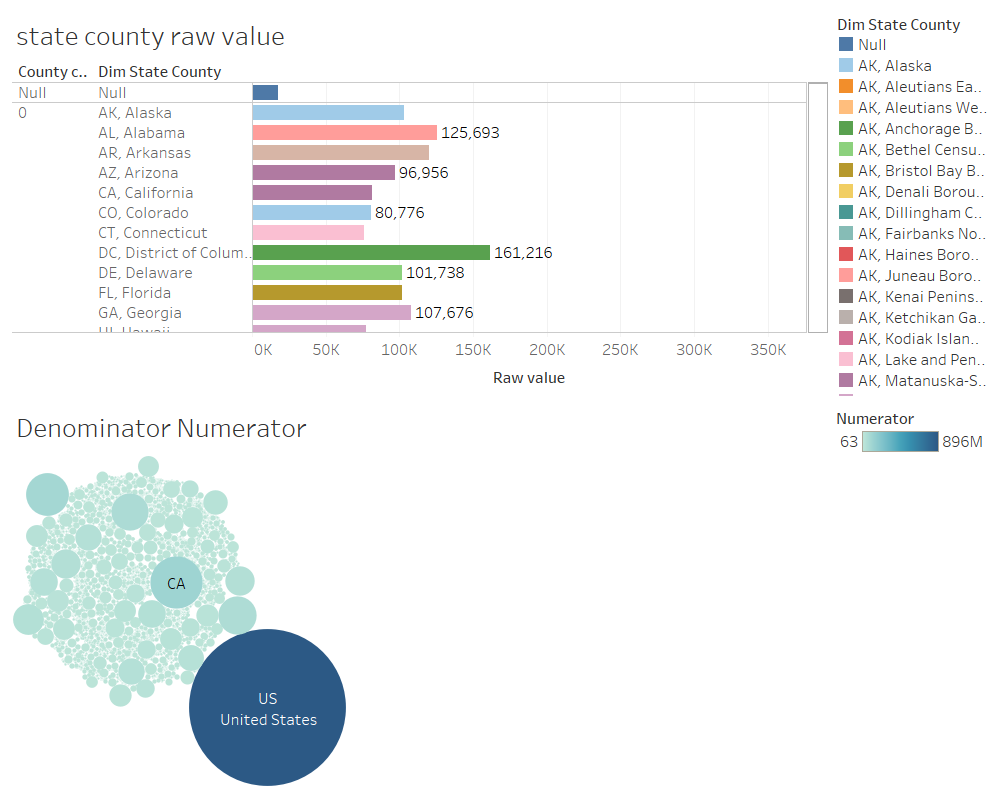 state county raw value
County c.. Dim State County
Null Null
0 AK, Alaska
AL, Alabama 125,693
AR, Arkansas
AZ, Arizona 96,956
CA, California
CO, Colorado 80,776
CT, Connecticut
DC, District of Colum.. 161,216
DE, Delaware 101,738
FL, Florida
GA, Georgia 107,676
HI, Hawaii
0K 50K 100K 150K 200K 250K 300K 350K
Raw value
Dim State County
Null
AK, Alaska
AK, Aleutians Ea..
AK, Aleutians We..
AK, Anchorage B..
AK, Bethel Censu..
AK, Bristol Bay B..
AK, Denali Borou..
AK, Dillingham C..
AK, Fairbanks No..
AK, Haines Boro..
AK, Juneau Boro..
AK, Kenai Penins..
AK, Ketchikan Ga..
AK, Kodiak Islan..
AK, Lake and Pen..
AK, Matanuska-S..
Numerator
63 896M
Denominator Numerator
CA
US
United States